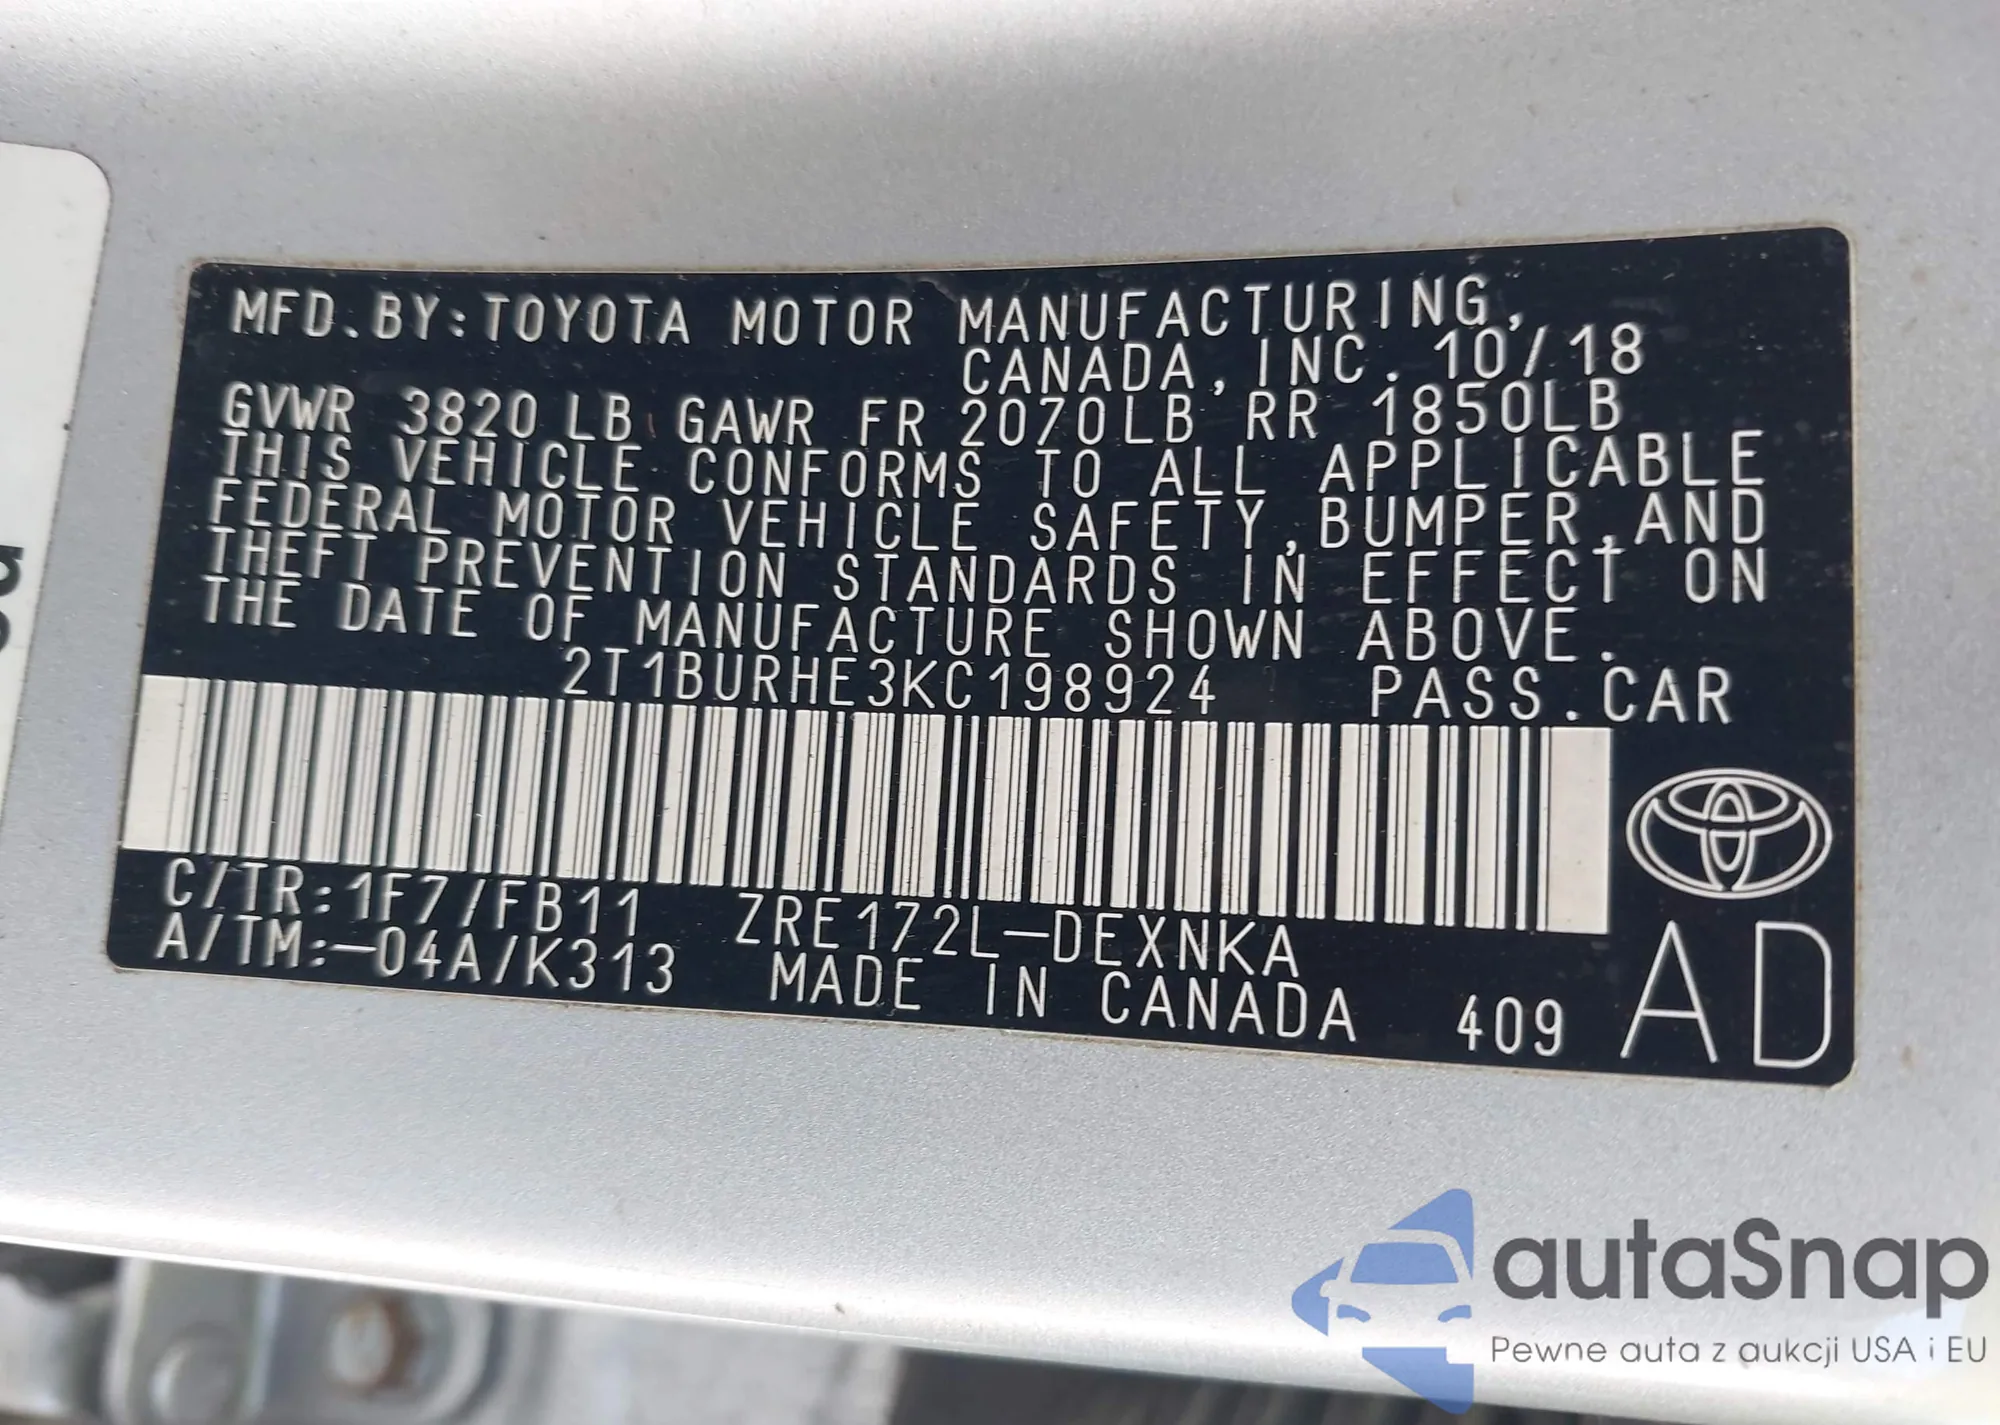 MFD.BY:TOYOTA MOTOR MANUFACTURING,
CANADA,INC. 10/18
GVWR 3820LB GAWR FR 2070LB RR 1850LB
THIS VEHICLE CONFORMS TO ALL APPLICABLE
FEDERAL MOTOR VEHICLE SAFETY,BUMPER,AND
THEFT PREVENTION STANDARDS IN EFFECT ON
THE DATE OF MANUFACTURE SHOWN ABOVE.
2T1BURHE3KC198924 PASS.CAR
C/TR:1F7/FB11 ZRE172L-DEXNKA
A/TM:-04A/K313 MADE IN CANADA 409 AD
autaSnap
Pewne auta z aukcji USA i EU